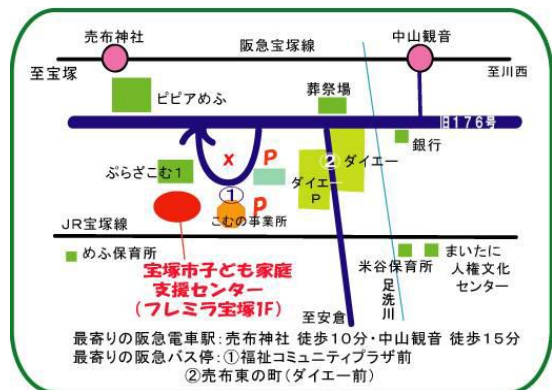 売布神社
阪急宝塚線
中山観音
至宝塚
至川西
ピピアめふ
葬祭場
旧176号
銀行
ぷらざこむ1
x
P
② ダイエー
ダイエー
P
①
P
こむの事業所
JR宝塚線
めふ保育所
宝塚市子ども家庭
支援センター
(フレミラ宝塚1F)
米谷保育所
まいたに
人権文化
センター
足洗川
至安倉
最寄りの阪急電車駅:売布神社 徒歩10分・中山観音 徒歩15分
最寄りの阪急バス停:①福祉コミュニティプラザ前
②売布東の町(ダイエー前)